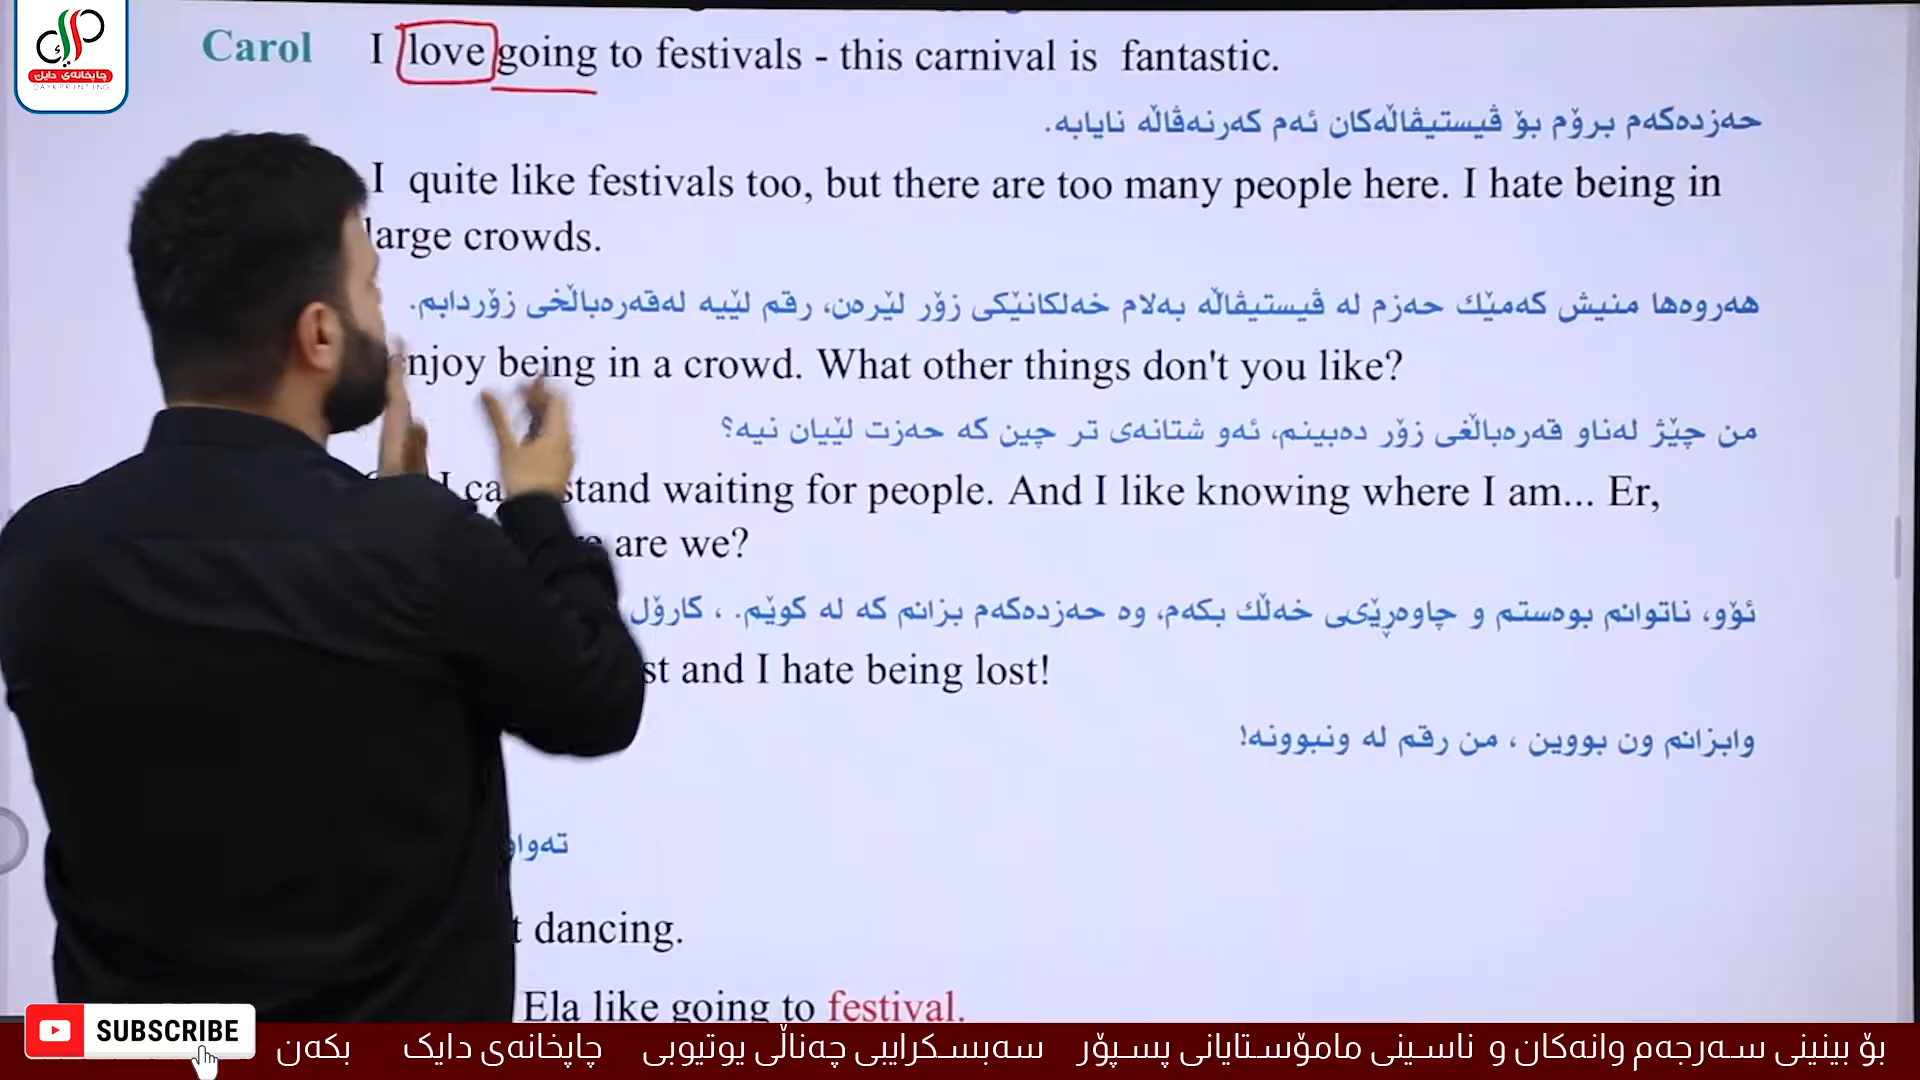 چاپخانەی دایک
DAYKPRINTING
Carol I love going to festivals - this carnival is fantastic.
حەزدەکەم برۆم بۆ ڤیستیڤاڵەکان ئەم کەرنەڤاڵە نایابە.
I quite like festivals too, but there are too many people here. I hate being in
large crowds.
هەروەها منیش کەمێك حەزم لە ڤیستیڤاڵە بەلام خەلکانێکی زۆر لێرەن، رقم لێیە لەقەرەباڵخی زۆردابم.
enjoy being in a crowd. What other things don't you like?
من چێژ لەناو قەرەباڵغی زۆر دەبینم، ئەو شتانەی تر چین کە حەزت لێیان نیە؟
I stand waiting for people. And I like knowing where I am... Er,
are we?
ئۆو، ناتوانم بوەستم و چاوەڕێی خەڵك بکەم، وە حەزدەکەم بزانم کە لە کوێم. ، کارۆل
and I hate being lost!
وابزانم ون بووین ، من رقم لە ونبوونە!
dancing.
Ela like going to festival.
SUBSCRIBE
بۆ بینینی سەرجەم وانەکان و ناسینی مامۆستایانی پسپۆر سەبسکرایبی چەناڵی یوتیوبی چاپخانەی دایک بکەن